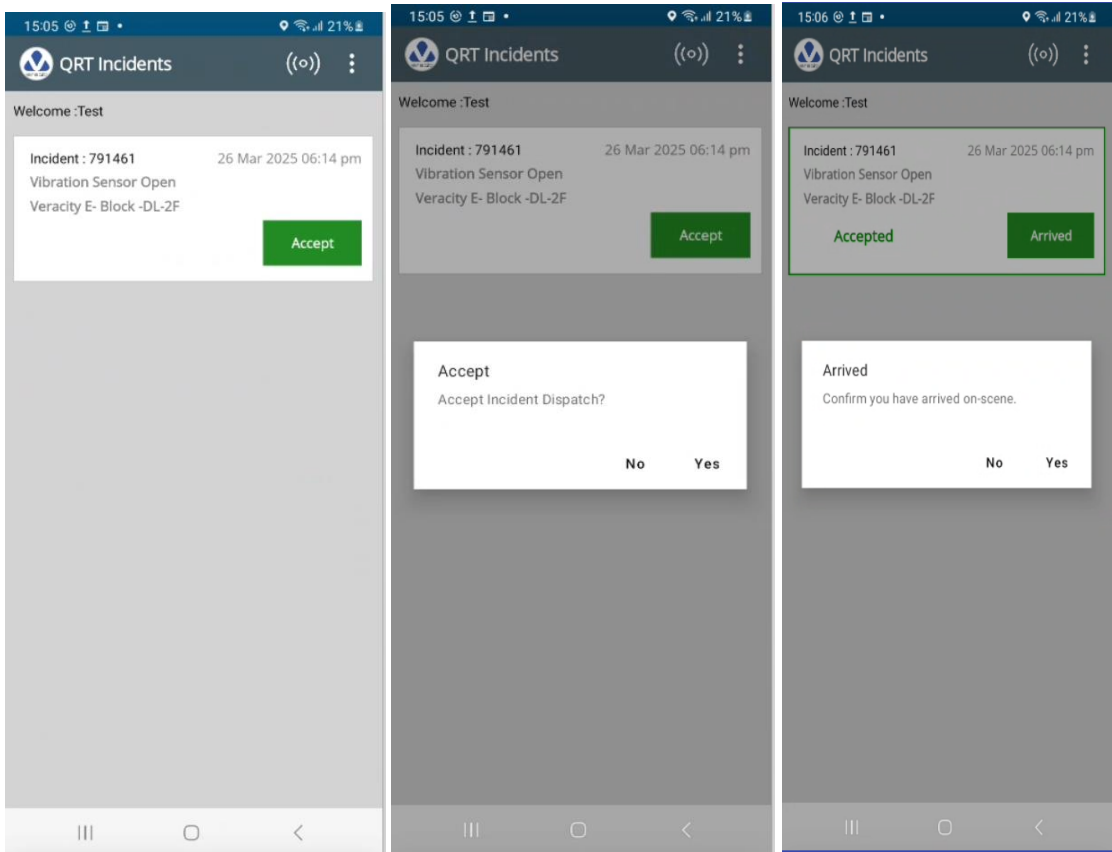 15:05 21%
QRT Incidents
Welcome :Test
Incident : 791461 26 Mar 2025 06:14 pm
Vibration Sensor Open
Veracity E- Block -DL-2F
Accept
15:05 21%
QRT Incidents
Welcome :Test
Incident : 791461 26 Mar 2025 06:14 pm
Vibration Sensor Open
Veracity E- Block -DL-2F
Accept
Accept
Accept Incident Dispatch?
No Yes
15:06 21%
QRT Incidents
Welcome :Test
Incident : 791461 26 Mar 2025 06:14 pm
Vibration Sensor Open
Veracity E- Block -DL-2F
Accepted Arrived
Arrived
Confirm you have arrived on-scene.
No Yes